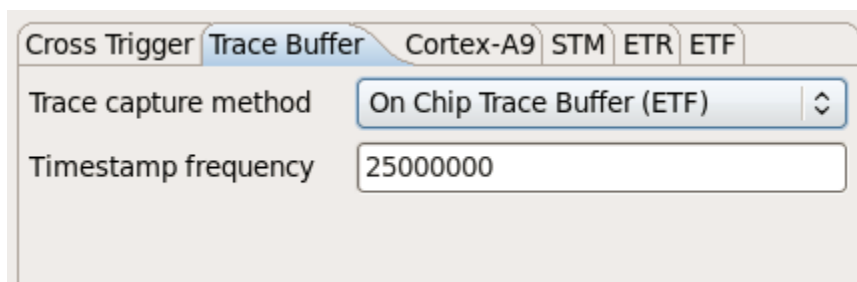 Cross Trigger Trace Buffer Cortex-A9 STM ETR ETF
Trace capture method On Chip Trace Buffer (ETF)
Timestamp frequency 25000000